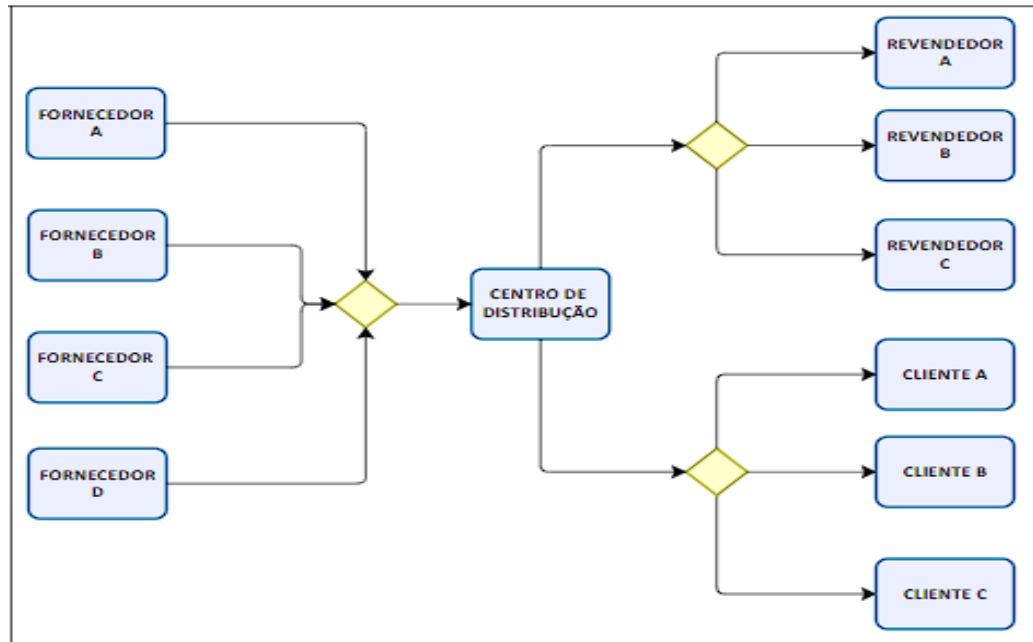 FORNECEDOR
A
FORNECEDOR
B
FORNECEDOR
C
FORNECEDOR
D
CENTRO DE
DISTRIBUÇÃO
REVENDEDOR
A
REVENDEDOR
B
REVENDEDOR
C
CLIENTE A
CLIENTE B
CLIENTE C